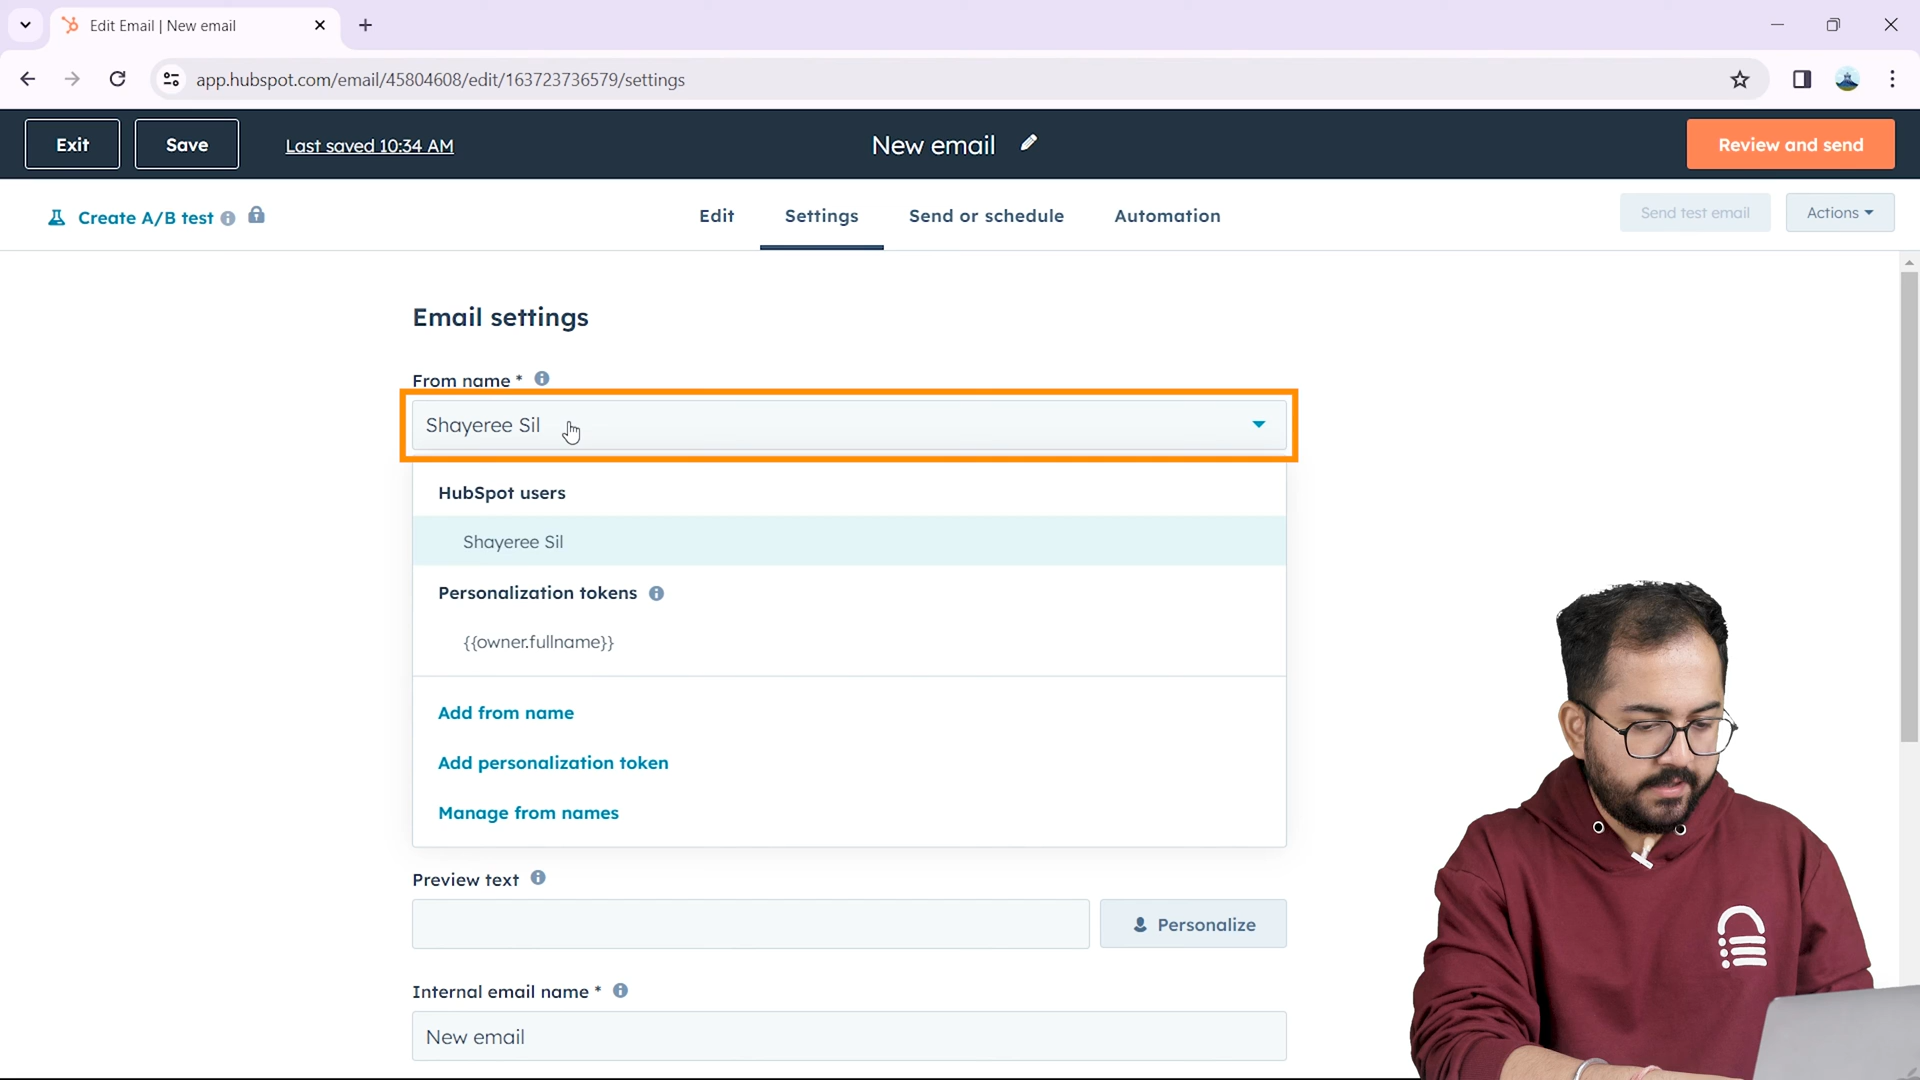 Edit Email | New email
app.hubspot.com/email/45804608/edit/163723736579/settings
Exit
Save
Last saved 10:34 AM
New email
Review and send
Create A/B test
Edit
Settings
Send or schedule
Automation
Send test email
Actions
Email settings
From name *
Shayeree Sil
HubSpot users
Shayeree Sil
Personalization tokens
{{owner.fullname}}
Add from name
Add personalization token
Manage from names
Preview text
Personalize
Internal email name *
New email